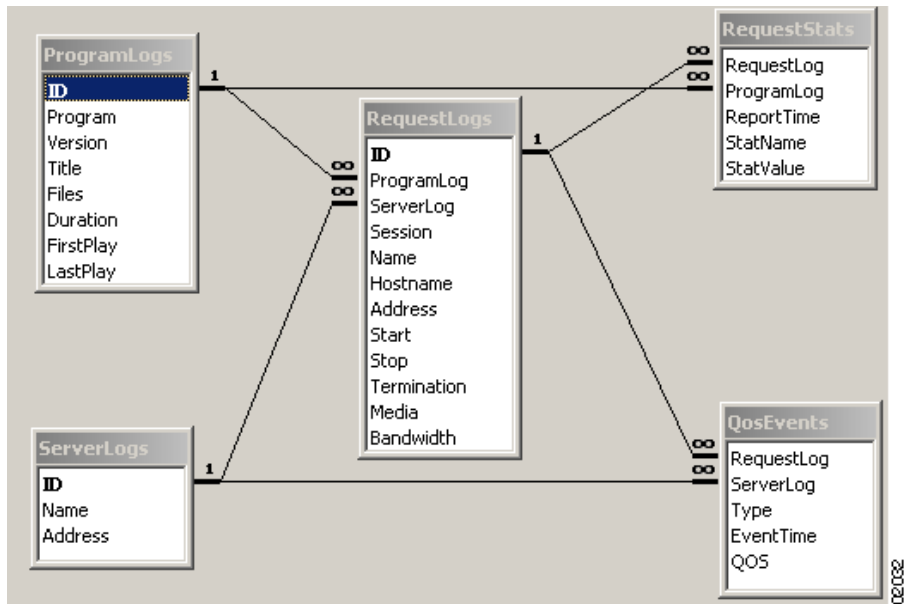 ProgramLogs
ID
Program
Version
Title
Files
Duration
FirstPlay
LastPlay
1
∞
∞
RequestLogs
ID
ProgramLog
ServerLog
Session
Name
Hostname
Address
Start
Stop
Termination
Media
Bandwidth
1
∞
∞
RequestStats
RequestLog
ProgramLog
ReportTime
StatName
StatValue
ServerLogs
ID
Name
Address
1
∞
∞
QosEvents
RequestLog
ServerLog
Type
EventTime
QOS
02032